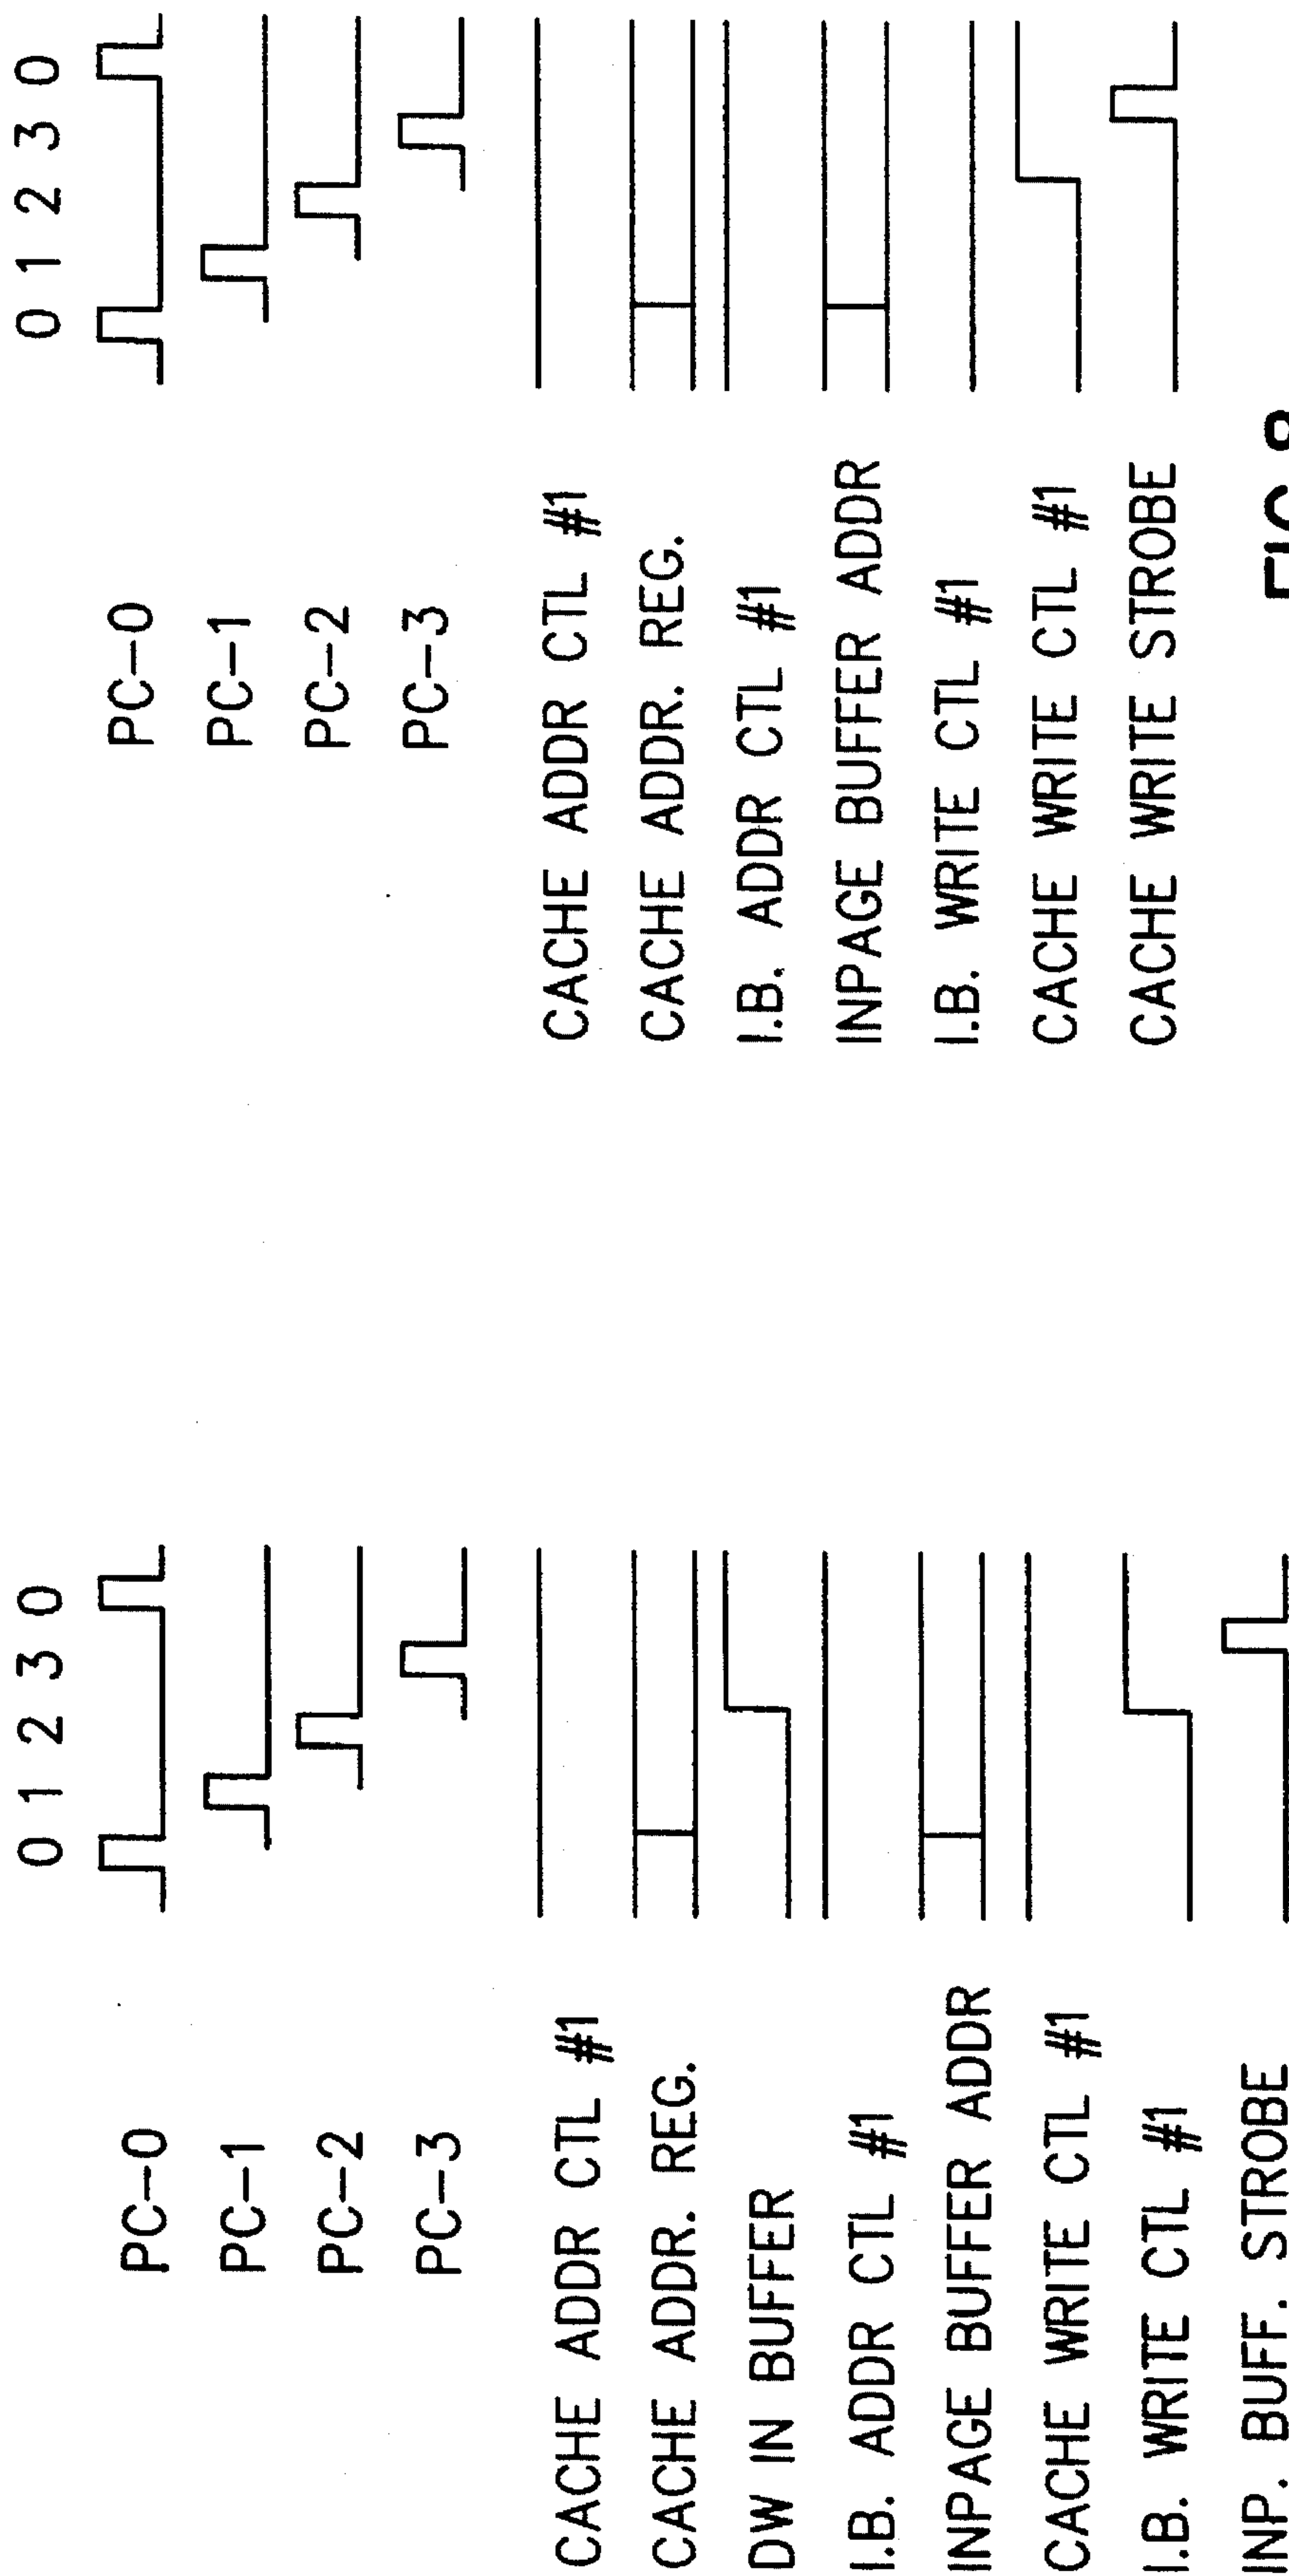 0 1 2 3 0
PC-0
PC-1
PC-2
PC-3
CACHE ADDR CTL #1
CACHE ADDR. REG.
DW IN BUFFER
I.B. ADDR CTL #1
INPAGE BUFFER ADDR
CACHE WRITE CTL #1
I.B. WRITE CTL #1
INP. BUFF. STROBE
0 1 2 3 0
PC-0
PC-1
PC-2
PC-3
CACHE ADDR CTL #1
CACHE ADDR. REG.
I.B. ADDR CTL #1
INPAGE BUFFER ADDR
I.B. WRITE CTL #1
CACHE WRITE CTL #1
CACHE WRITE STROBE